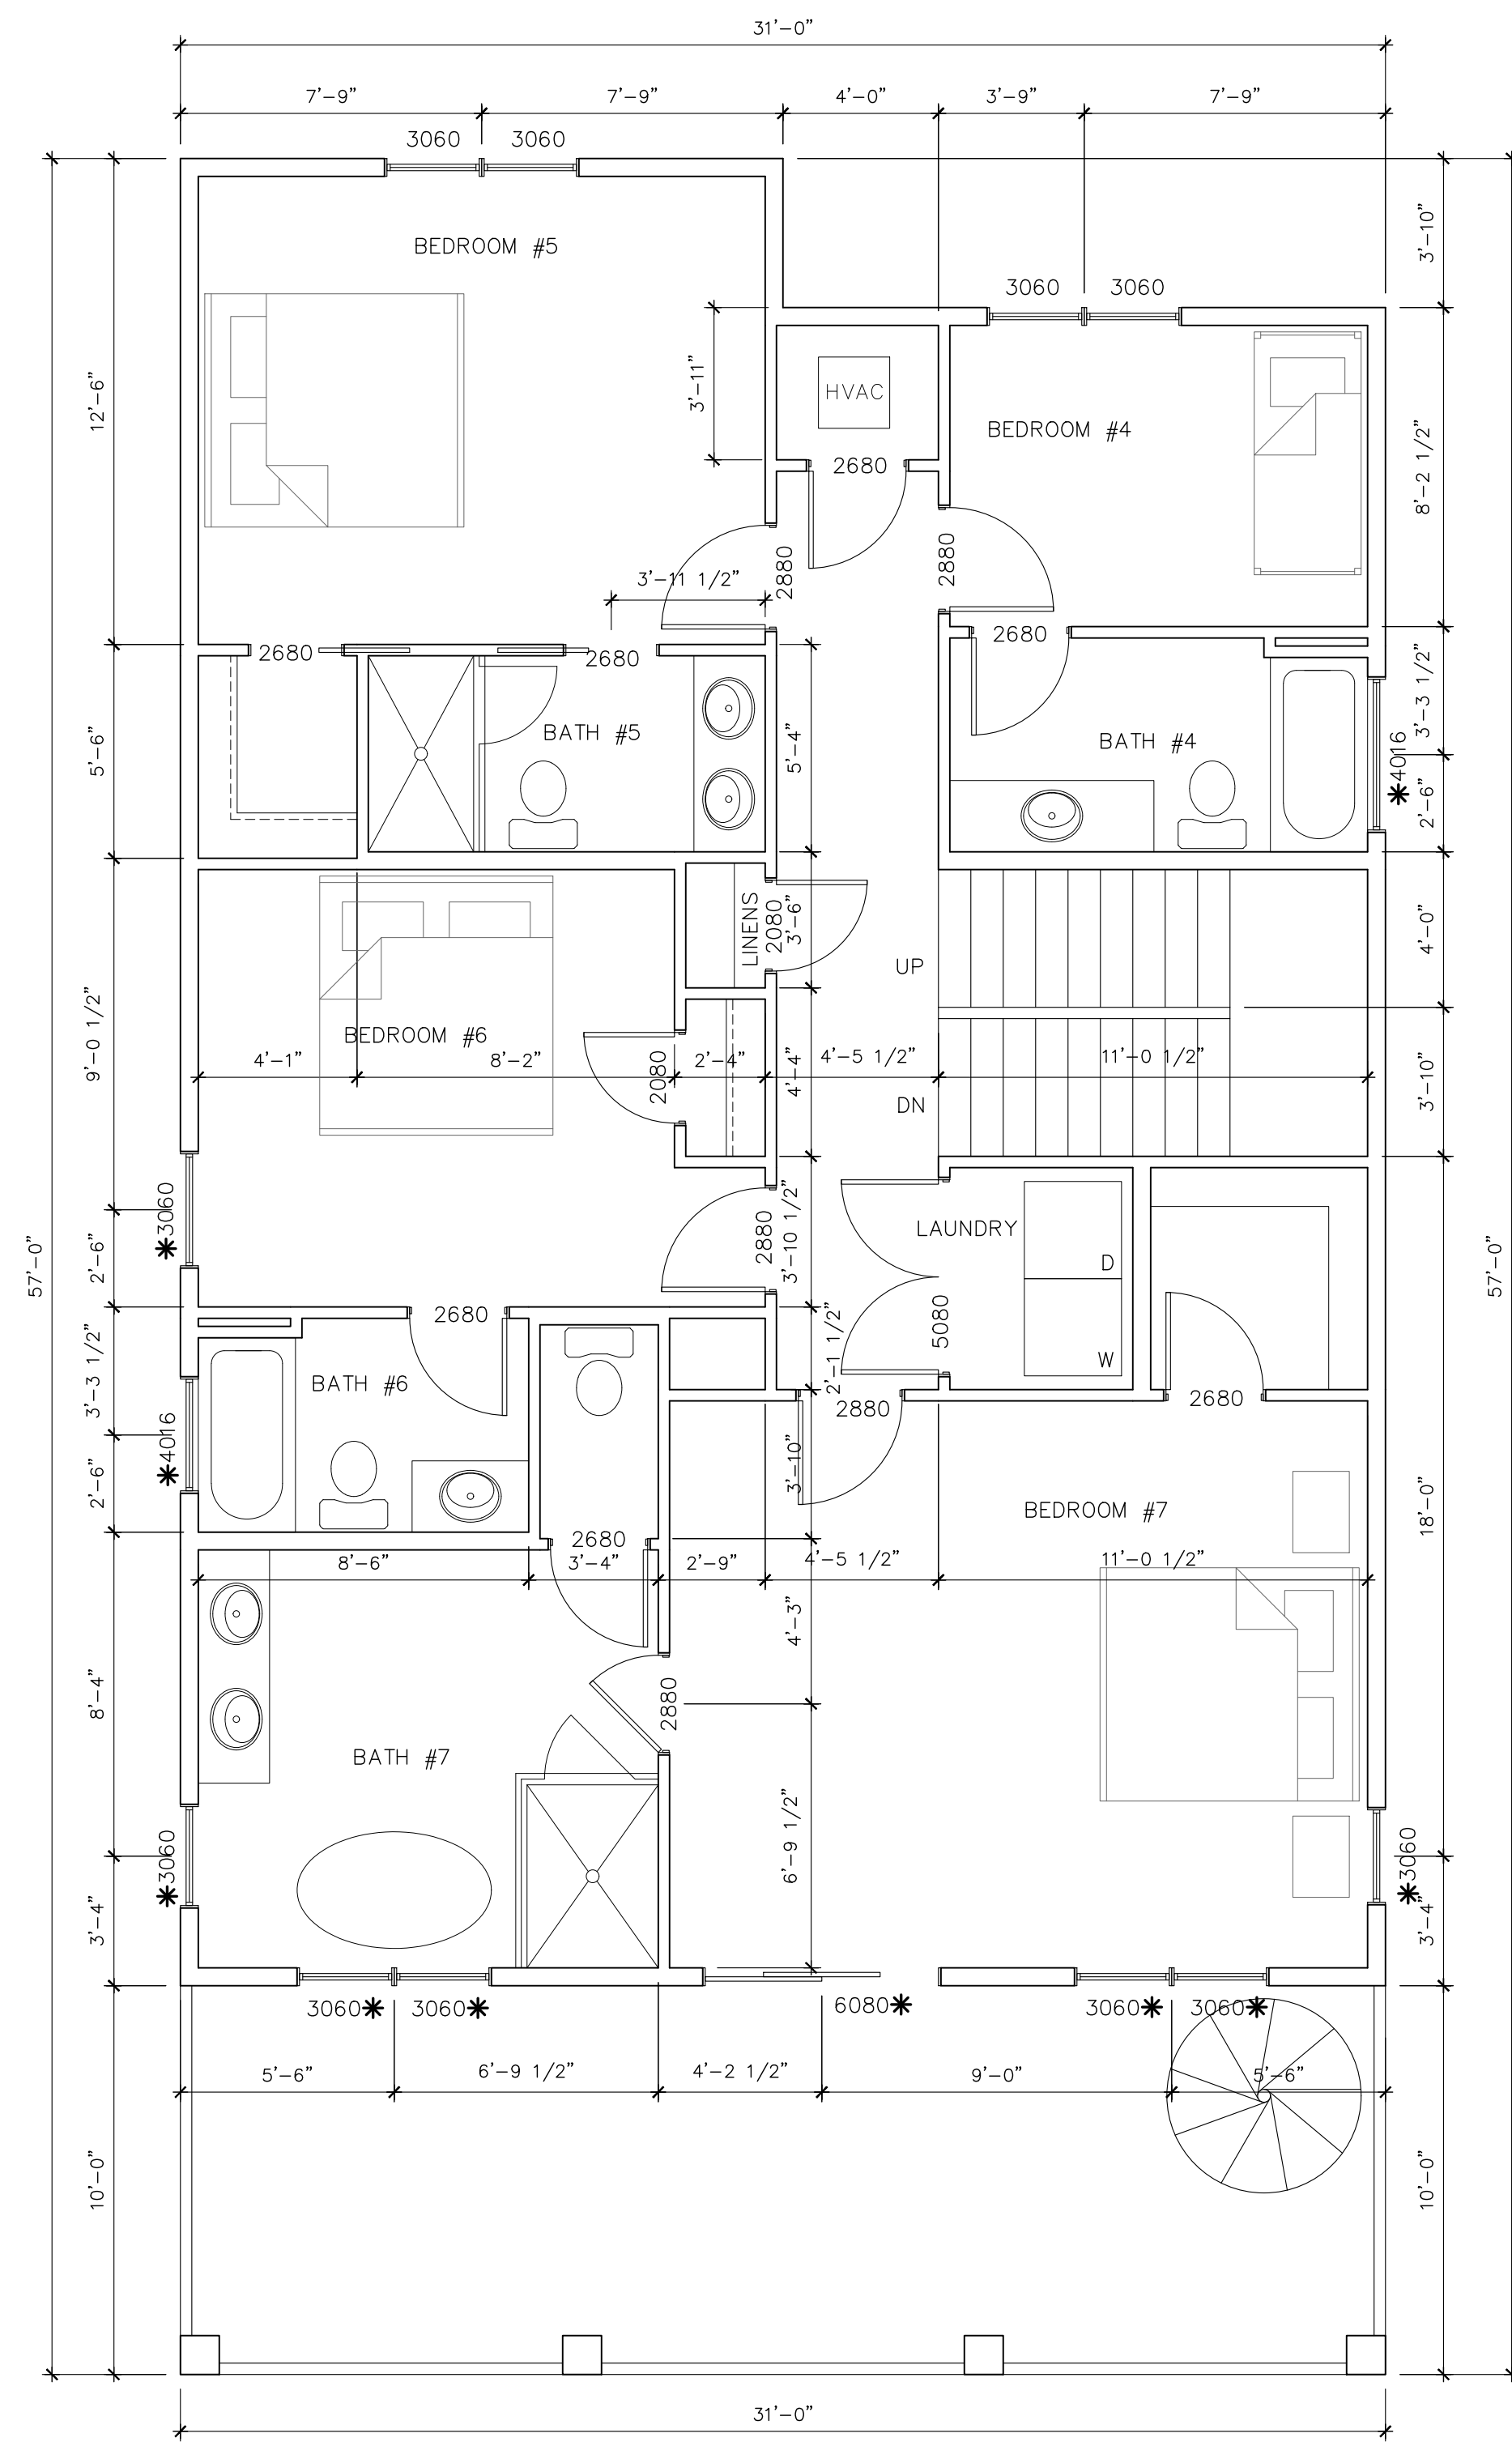 31'-0"
7'-9" 7'-9" 4'-0" 3'-9" 7'-9"
3060 3060
3'-10"
BEDROOM #5
3060 3060
12'-6"
3'-11"
HVAC
BEDROOM #4
8'-2 1/2"
2680
2880
2880
3'-11 1/2"
2680
2680
2680
5'-6"
BATH #5
5'-4"
BATH #4
3'-3 1/2"
✱4016
2'-6"
LINENS
2080
3'-6"
UP
4'-0"
9'-0 1/2"
BEDROOM #6
4'-1" 8'-2" 2'-4" 4'-5 1/2" 11'-0 1/2"
2080
4'-4"
DN
3'-10"
✱3060
2'-6"
2880
3'-10 1/2"
LAUNDRY
D
57'-0"
57'-0"
2680
5080
W
2'-1 1/2"
3'-3 1/2"
BATH #6
2880
2680
✱4016
2'-6"
3'-10"
BEDROOM #7
18'-0"
2680
8'-6" 3'-4" 2'-9" 4'-5 1/2" 11'-0 1/2"
4'-3"
8'-4"
2880
BATH #7
6'-9 1/2"
✱3060
✱3060
3'-4"
3'-4"
3060✱ 3060✱ 6080✱ 3060✱ 3060✱
5'-6" 6'-9 1/2" 4'-2 1/2" 9'-0" 5'-6"
10'-0"
10'-0"
31'-0"